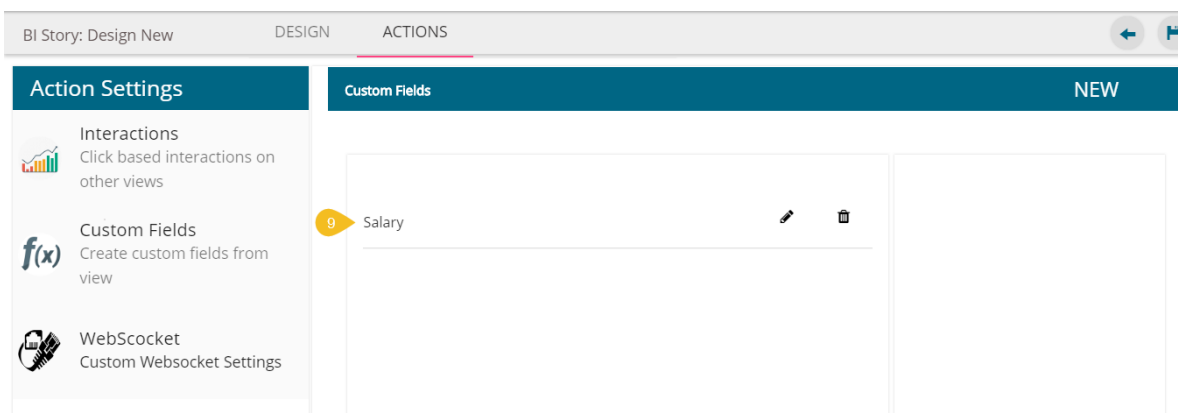 BI Story: Design New
DESIGN
ACTIONS
Action Settings
Interactions
Click based interactions on
other views
Custom Fields
f(x)
Create custom fields from
view
WebScocket
Custom Websocket Settings
Custom Fields
NEW
9
Salary